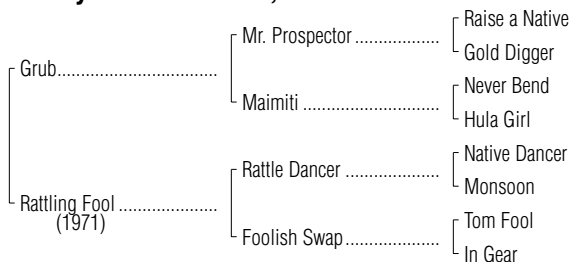 Raise a Native
Mr. Prospector ....................
Gold Digger
Grub......................................
Never Bend
Maimiti ................................
Hula Girl
Native Dancer
Rattle Dancer ......................
Monsoon
Rattling Fool .......................
(1971)
Tom Fool
Foolish Swap......................
In Gear